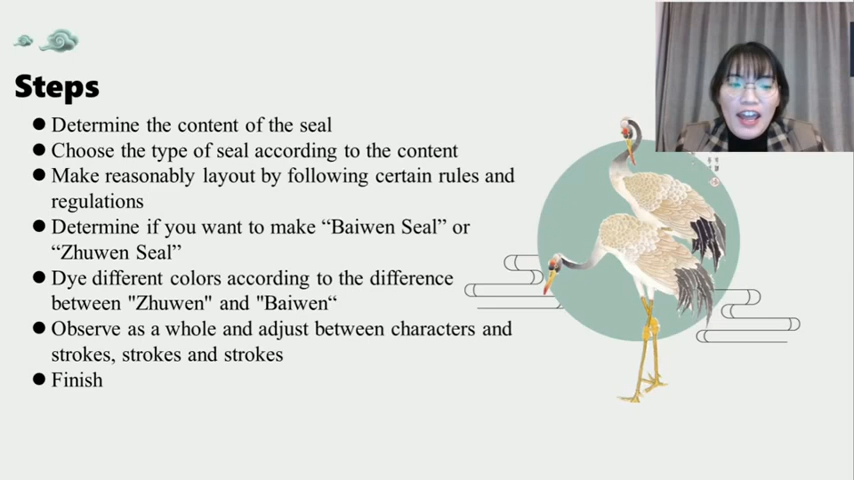 Steps
● Determine the content of the seal
● Choose the type of seal according to the content
● Make reasonably layout by following certain rules and
regulations
● Determine if you want to make “Baiwen Seal” or
“Zhuwen Seal”
● Dye different colors according to the difference
between "Zhuwen" and "Baiwen“
● Observe as a whole and adjust between characters and
strokes, strokes and strokes
● Finish